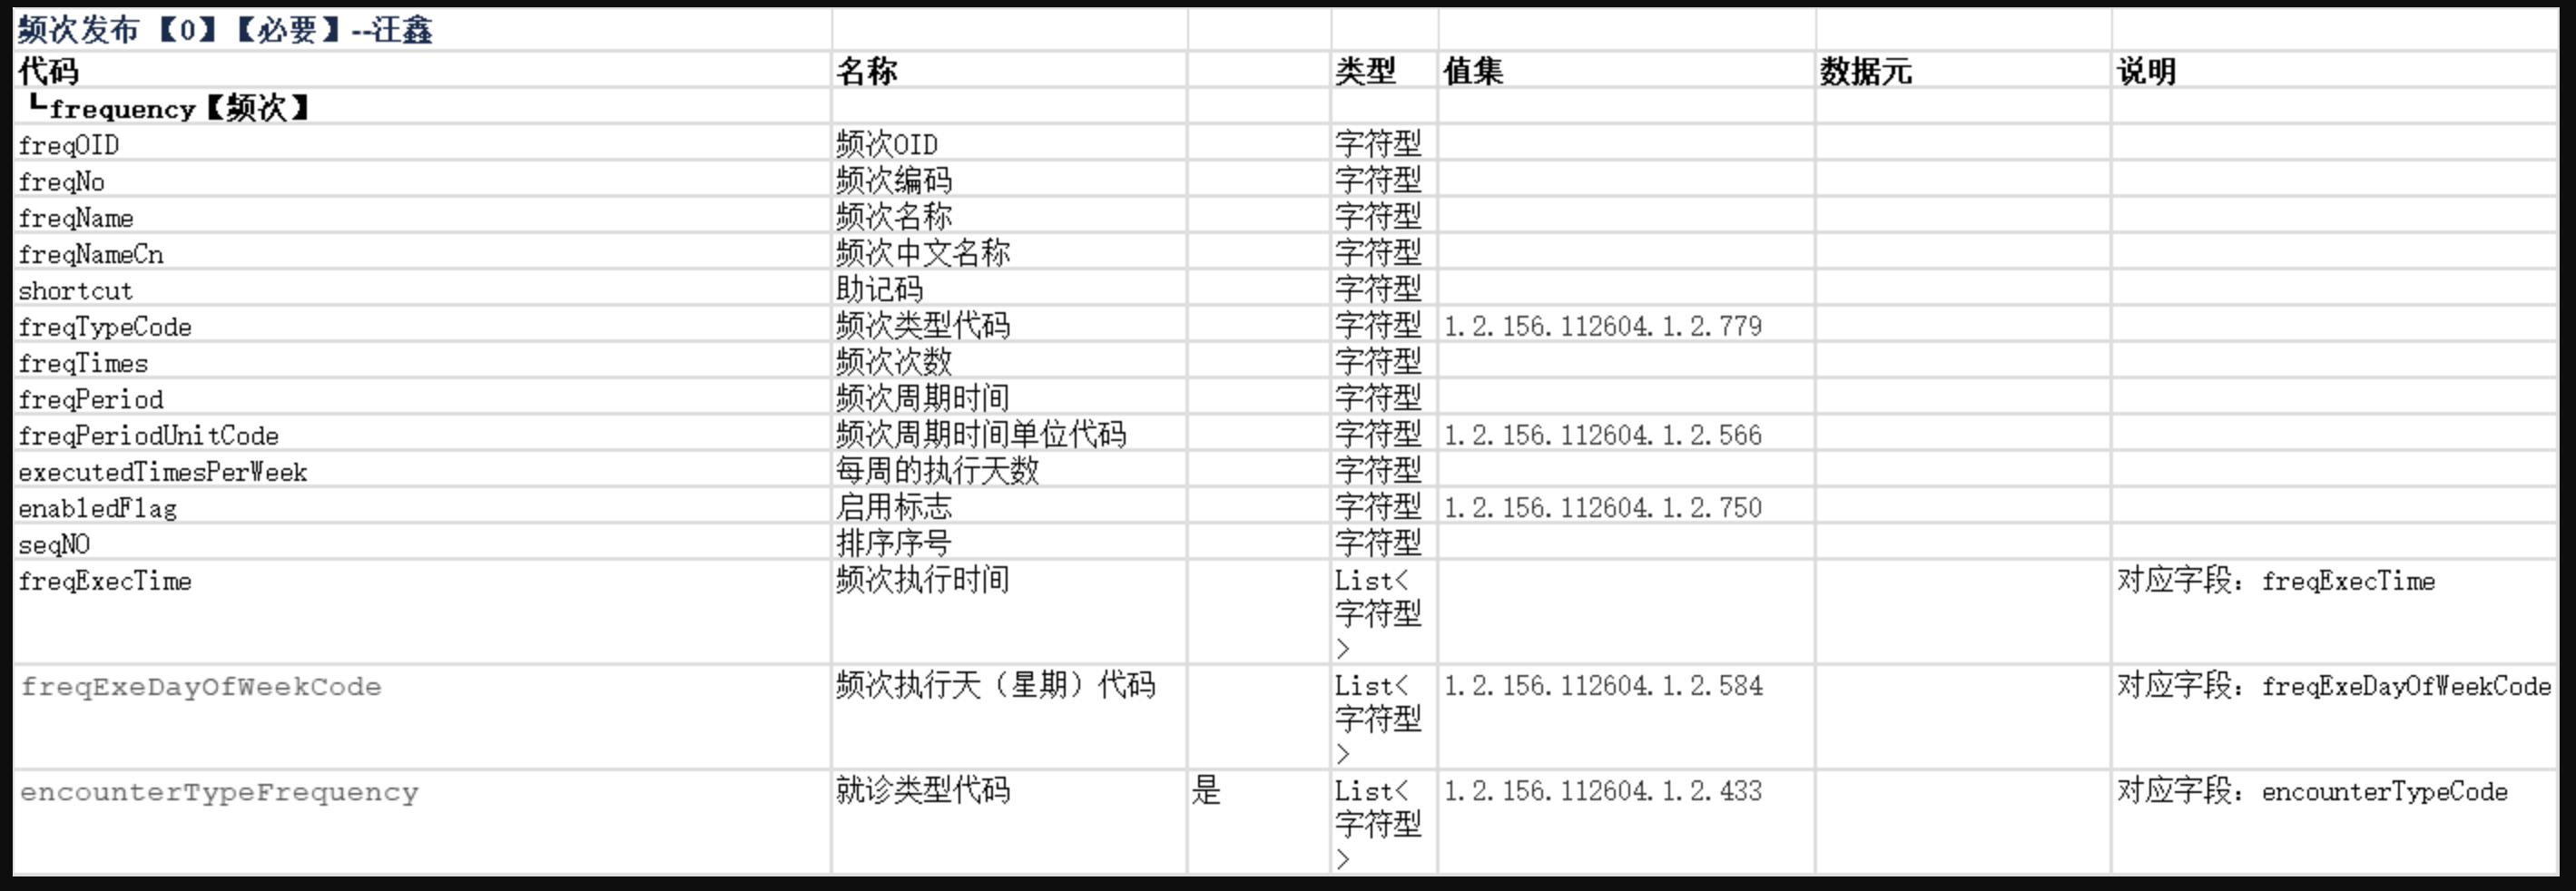 频次发布 【0】【必要】--汪鑫
代码 名称 类型 值集 数据元 说明
┗frequency【频次】
freqOID 频次OID 字符型
freqNo 频次编码 字符型
freqName 频次名称 字符型
freqNameCn 频次中文名称 字符型
shortcut 助记码 字符型
freqTypeCode 频次类型代码 字符型 1.2.156.112604.1.2.779
freqTimes 频次次数 字符型
freqPeriod 频次周期时间 字符型
freqPeriodUnitCode 频次周期时间单位代码 字符型 1.2.156.112604.1.2.566
executedTimesPerWeek 每周的执行天数 字符型
enabledFlag 启用标志 字符型 1.2.156.112604.1.2.750
seqNO 排序序号 字符型
freqExecTime 频次执行时间 List< 对应字段：freqExecTime
字符型
>
freqExeDayOfWeekCode 频次执行天（星期）代码 List< 1.2.156.112604.1.2.584 对应字段：freqExeDayOfWeekCode
字符型
>
encounterTypeFrequency 就诊类型代码 是 List< 1.2.156.112604.1.2.433 对应字段：encounterTypeCode
字符型
>